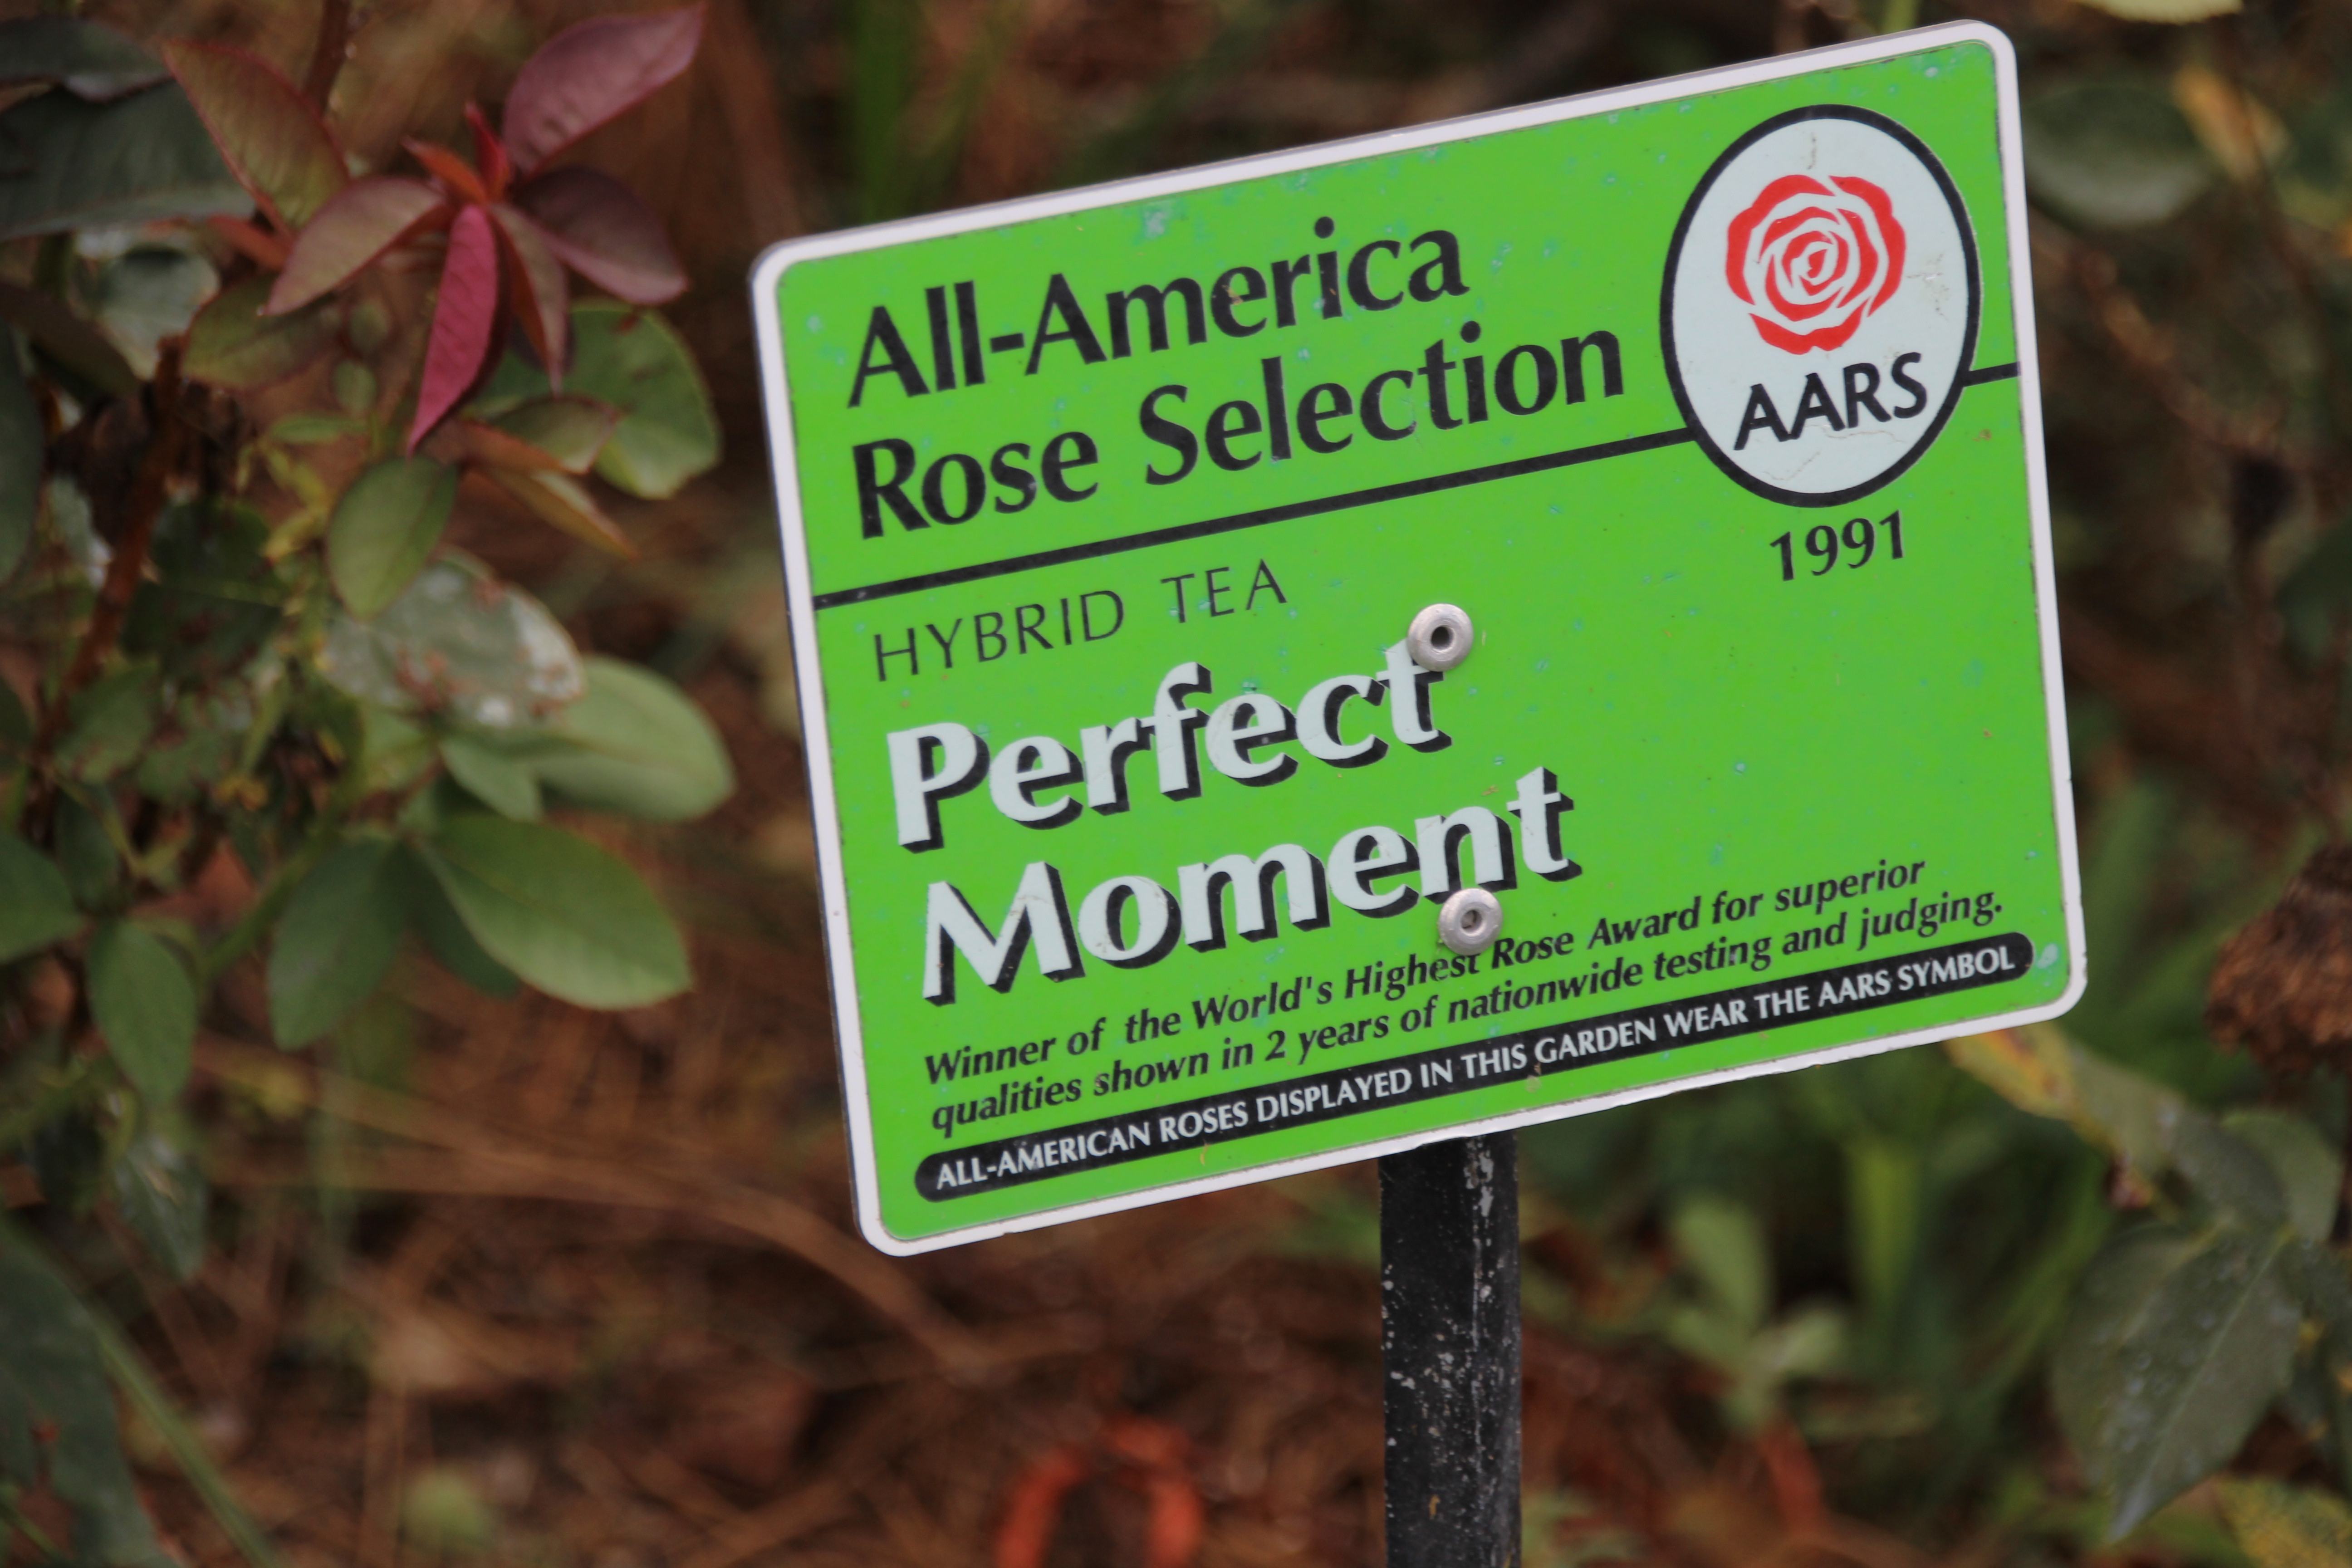 All-America
Rose Selection
AARS
1991
HYBRID TEA
Perfect
Moment
Winner of the World's Highest Rose Award for superior
qualities shown in 2 years of nationwide testing and judging.
ALL-AMERICAN ROSES DISPLAYED IN THIS GARDEN WEAR THE AARS SYMBOL